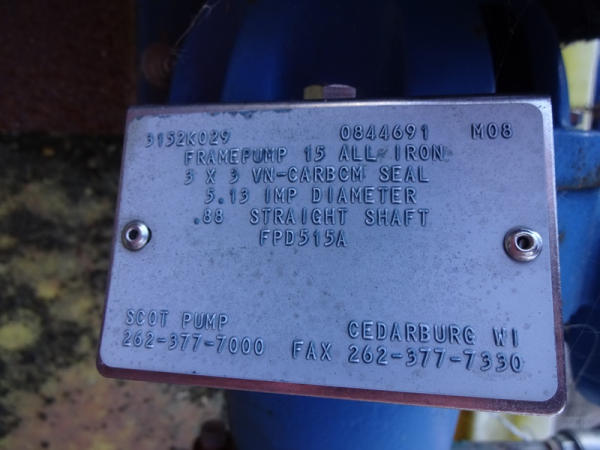 3152K029 0844691 M08
FRAMEPUMP 15 ALL IRON
3 X 3 VN-CARBCM SEAL
5.13 IMP DIAMETER
.88 STRAIGHT SHAFT
FPD515A
SCOT PUMP CEDARBURG WI
262-377-7000 FAX 262-377-7330